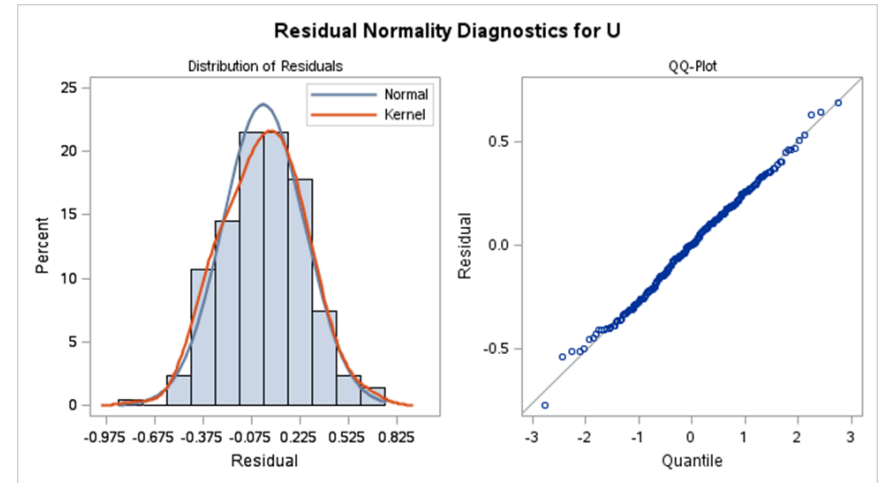 Residual Normality Diagnostics for U
Distribution of Residuals
25
20
15
10
5
0
Percent
Normal
Kernel
-0.975 -0.675 -0.375 -0.075 0.225 0.525 0.825
Residual
QQ-Plot
0.5
0.0
-0.5
Residual
-3 -2 -1 0 1 2 3
Quantile